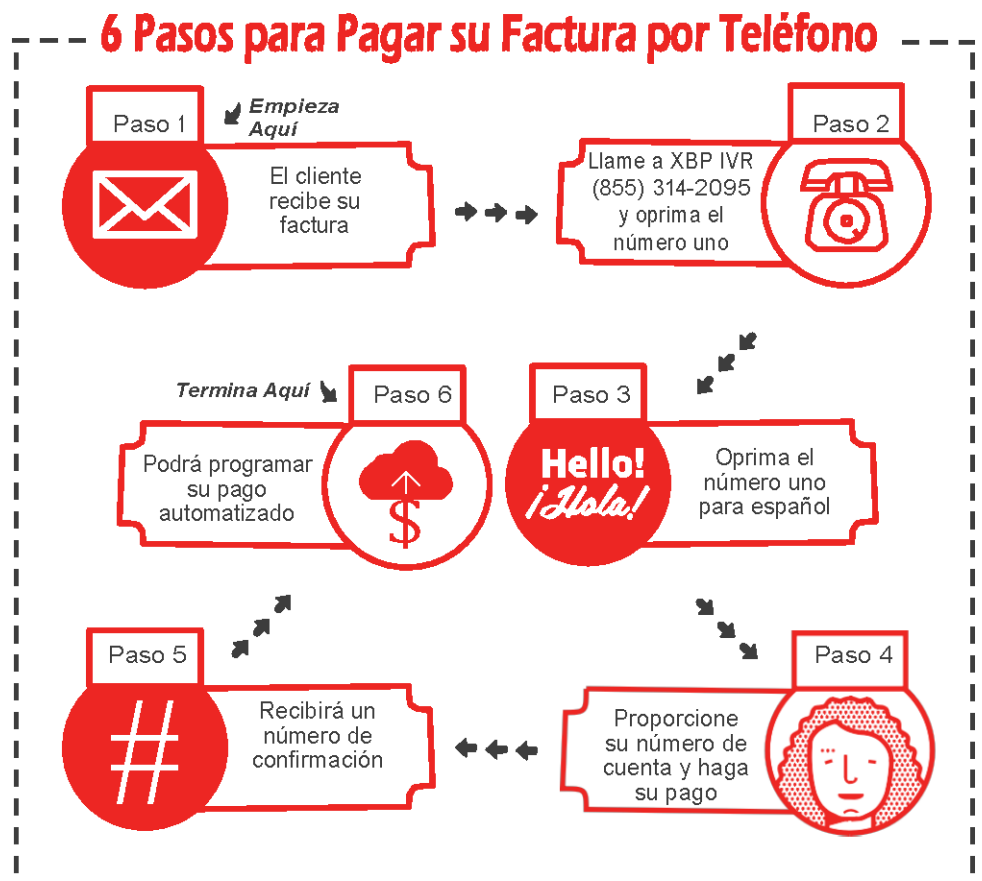 6 Pasos para Pagar su Factura por Teléfono
Paso 1
Empieza
Aquí
El cliente
recibe su
factura
Paso 2
Llame a XBP IVR
(855) 314-2095
y oprima el
número uno
Paso 3
Hello!
¡Hola!
Oprima el
número uno
para español
Paso 4
Proporcione
su número de
cuenta y haga
su pago
Paso 5
#
Recibirá un
número de
confirmación
Paso 6
Termina Aquí
$
Podrá programar
su pago
automatizado